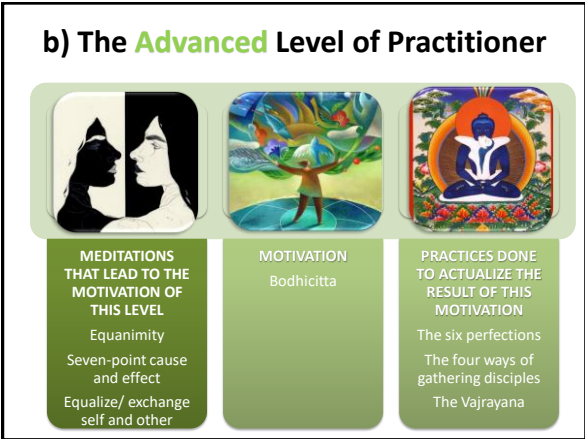 b) The Advanced Level of Practitioner
MEDITATIONS
THAT LEAD TO THE
MOTIVATION OF
THIS LEVEL
Equanimity
Seven-point cause
and effect
Equalize/ exchange
self and other
MOTIVATION
Bodhicitta
PRACTICES DONE
TO ACTUALIZE THE
RESULT OF THIS
MOTIVATION
The six perfections
The four ways of
gathering disciples
The Vajrayana